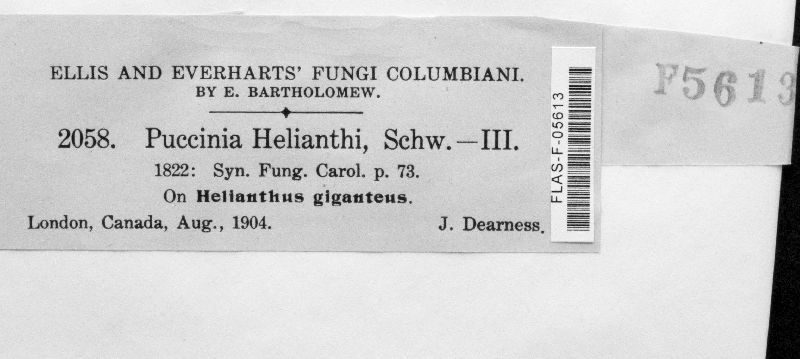 ELLIS AND EVERHARTS' FUNGI COLUMBIANI.
BY E. BARTHOLOMEW.
2058. Puccinia Helianthi, Schw.—III.
1822: Syn. Fung. Carol. p. 73.
On Helianthus giganteus.
London, Canada, Aug., 1904. J. Dearness.
FLAS-F-05613
F5613